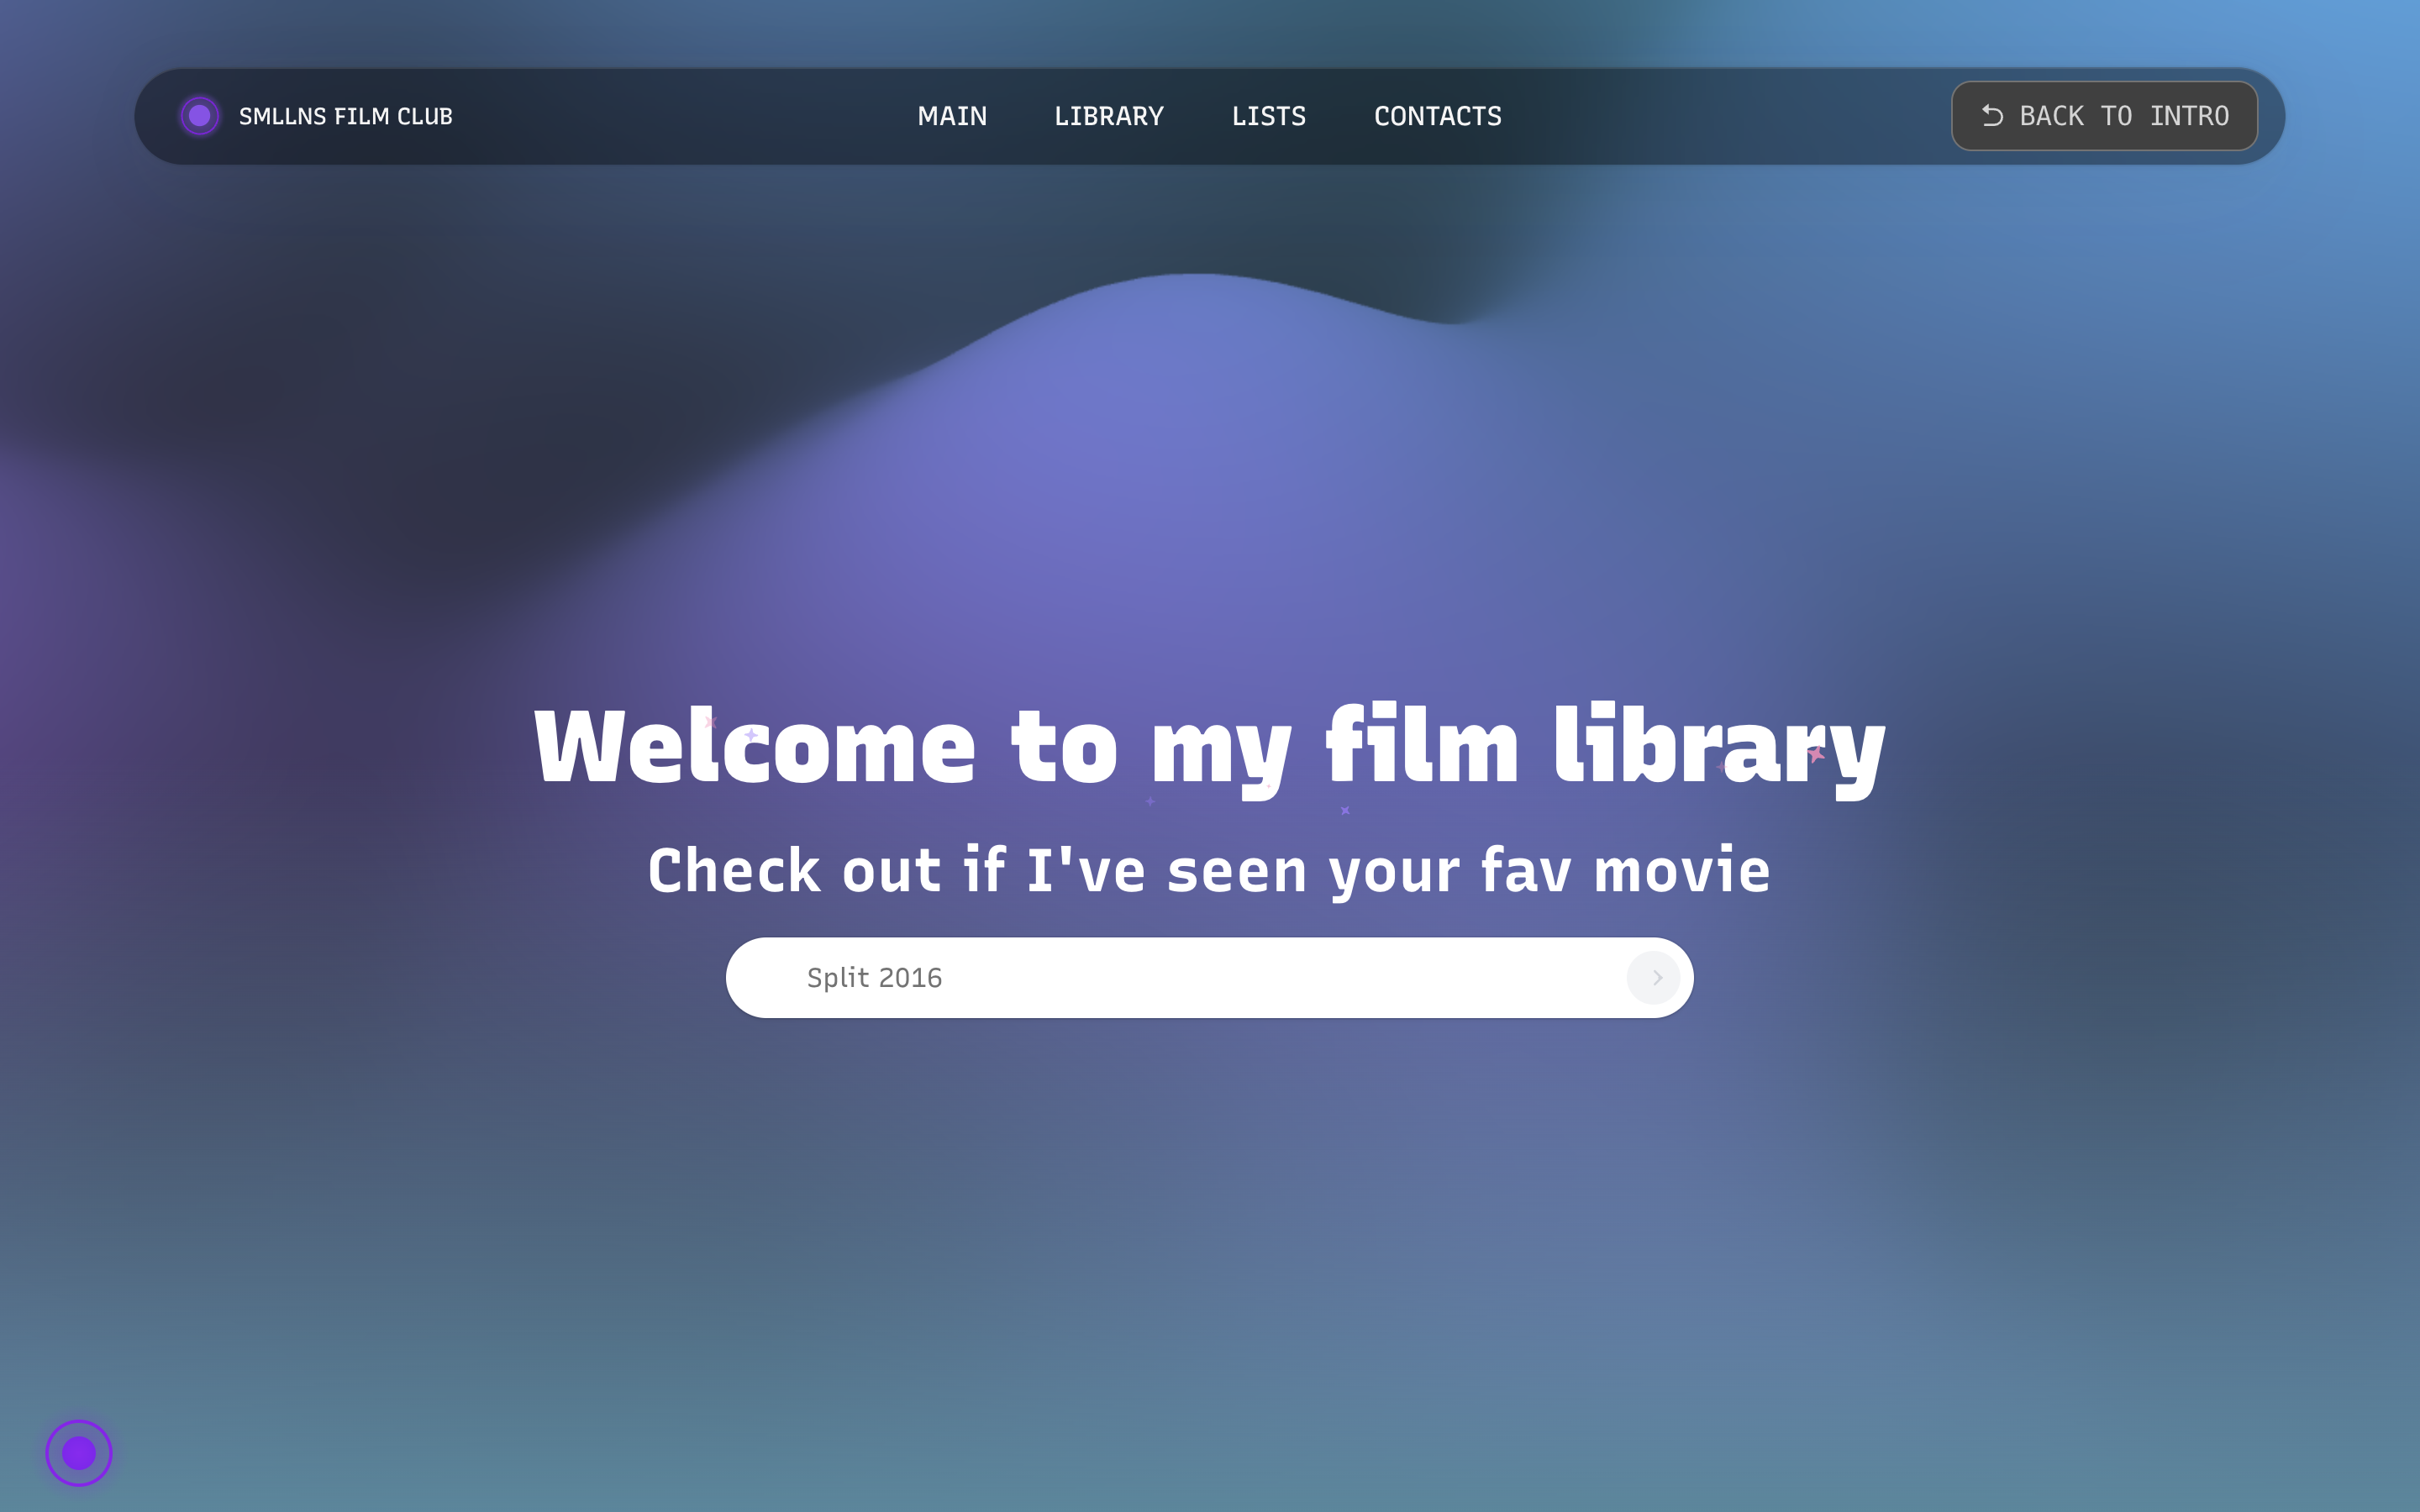 SMLLNS FILM CLUB
MAIN LIBRARY LISTS CONTACTS
BACK TO INTRO
Welcome to my film library
Check out if I've seen your fav movie
Split 2016